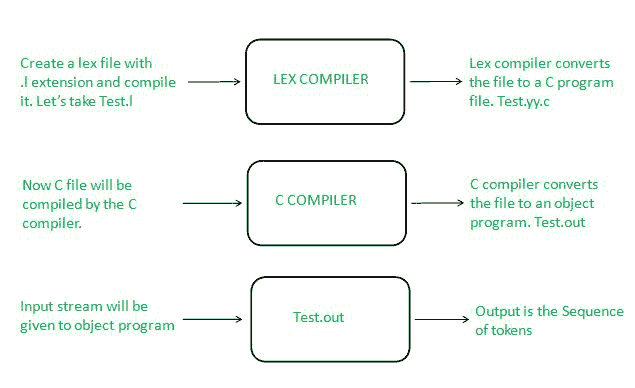 Create a lex file with
.l extension and compile
it. Let's take Test.l
LEX COMPILER
Lex compiler converts
the file to a C program
file. Test.yy.c
Now C file will be
compiled by the C
compiler.
C COMPILER
C compiler converts
the file to an object
program. Test.out
Input stream will be
given to object program
Test.out
Output is the Sequence
of tokens